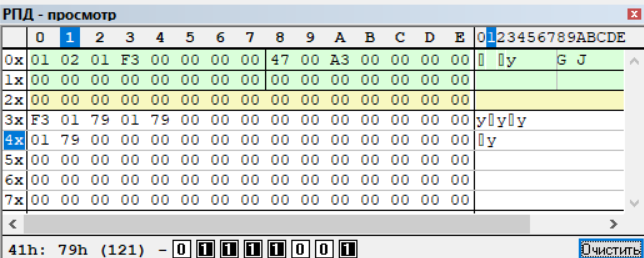 РПД - просмотр
0 1 2 3 4 5 6 7 8 9 A B C D E 0123456789ABCDE
0x 01 02 01 F3 00 00 00 00 47 00 A3 00 00 00 00 у G J
1x 00 00 00 00 00 00 00 00 00 00 00 00 00 00 00
2x 00 00 00 00 00 00 00 00 00 00 00 00 00 00 00
3x F3 01 79 01 79 00 00 00 00 00 00 00 00 00 00 у▯y▯y
4x 01 79 00 00 00 00 00 00 00 00 00 00 00 00 00 ▯y
5x 00 00 00 00 00 00 00 00 00 00 00 00 00 00 00
6x 00 00 00 00 00 00 00 00 00 00 00 00 00 00 00
7x 00 00 00 00 00 00 00 00 00 00 00 00 00 00 00
41h: 79h (121) - 0 1 1 1 1 0 0 1 Очистить